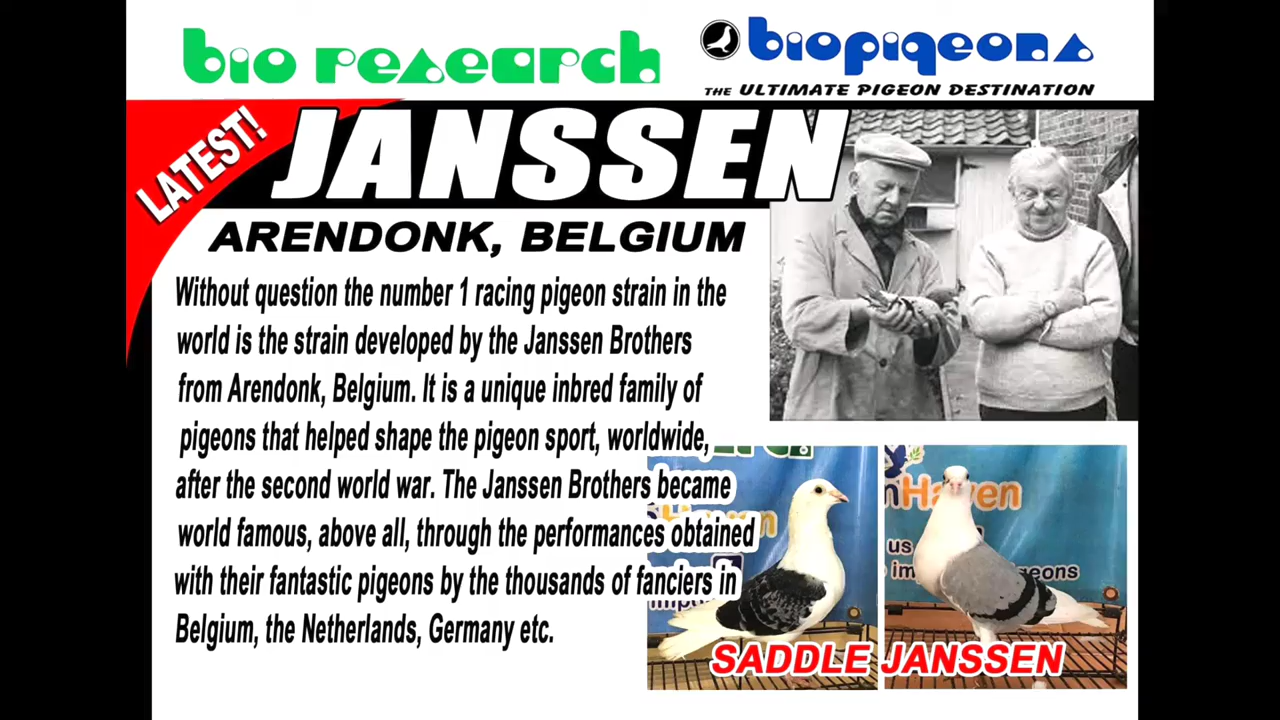 bio research
biopigeons
THE ULTIMATE PIGEON DESTINATION
LATEST!
JANSSEN
ARENDONK, BELGIUM
Without question the number 1 racing pigeon strain in the
world is the strain developed by the Janssen Brothers
from Arendonk, Belgium. It is a unique inbred family of
pigeons that helped shape the pigeon sport, worldwide,
after the second world war. The Janssen Brothers became
world famous, above all, through the performances obtained
with their fantastic pigeons by the thousands of fanciers in
Belgium, the Netherlands, Germany etc.
nHaven
us
im
geons
SADDLE JANSSEN